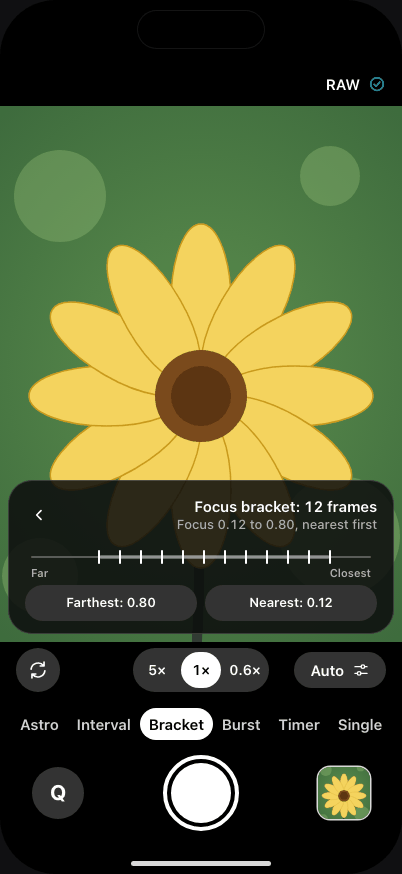 RAW
Focus bracket: 12 frames
Focus 0.12 to 0.80, nearest first
Far Closest
Farthest: 0.80 Nearest: 0.12
5× 1× 0.6× Auto
Astro Interval Bracket Burst Timer Single
Q